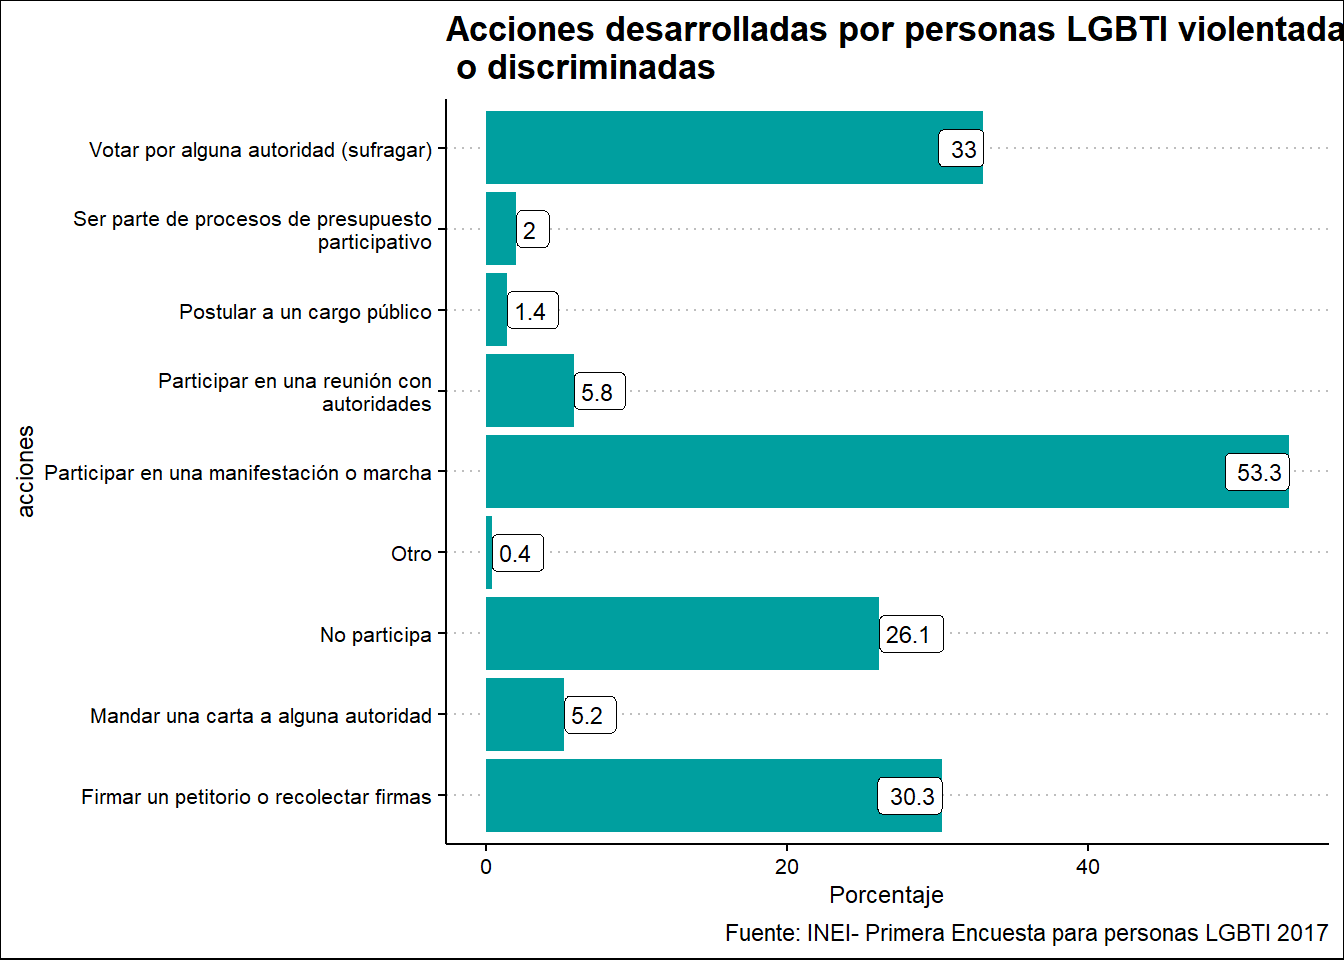 Acciones desarrolladas por personas LGBTI violentada
o discriminadas
Votar por alguna autoridad (sufragar)
33
Ser parte de procesos de presupuesto
participativo
2
Postular a un cargo público
1.4
Participar en una reunión con
autoridades
5.8
acciones
Participar en una manifestación o marcha
53.3
Otro
0.4
No participa
26.1
Mandar una carta a alguna autoridad
5.2
Firmar un petitorio o recolectar firmas
30.3
0 20 40
Porcentaje
Fuente: INEI- Primera Encuesta para personas LGBTI 2017